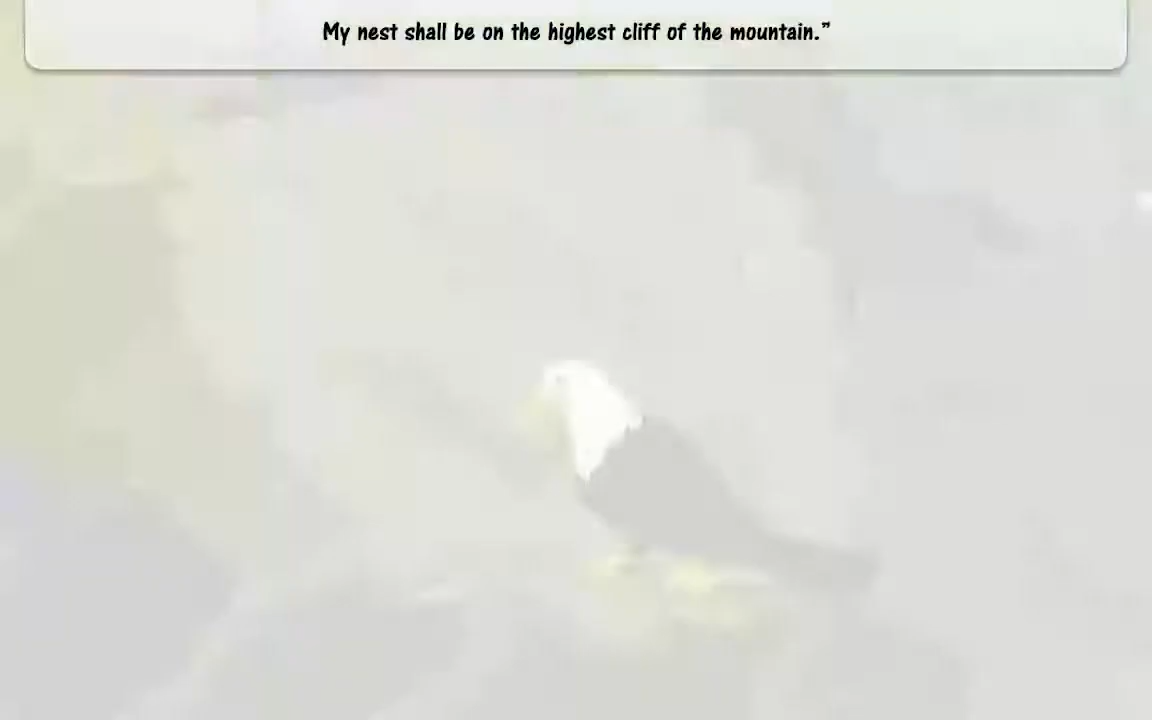 My nest shall be on the highest cliff of the mountain.”